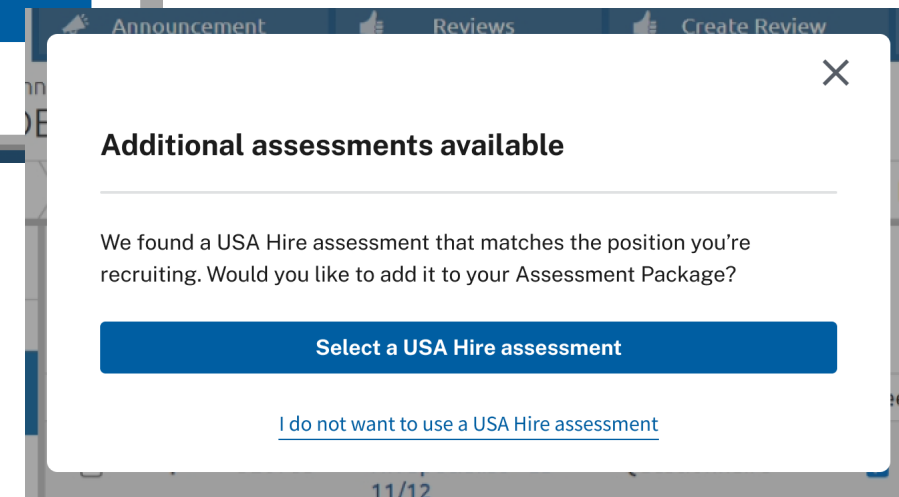 Announcement Reviews Create Review
Additional assessments available
We found a USA Hire assessment that matches the position you’re
recruiting. Would you like to add it to your Assessment Package?
Select a USA Hire assessment
I do not want to use a USA Hire assessment
11/12